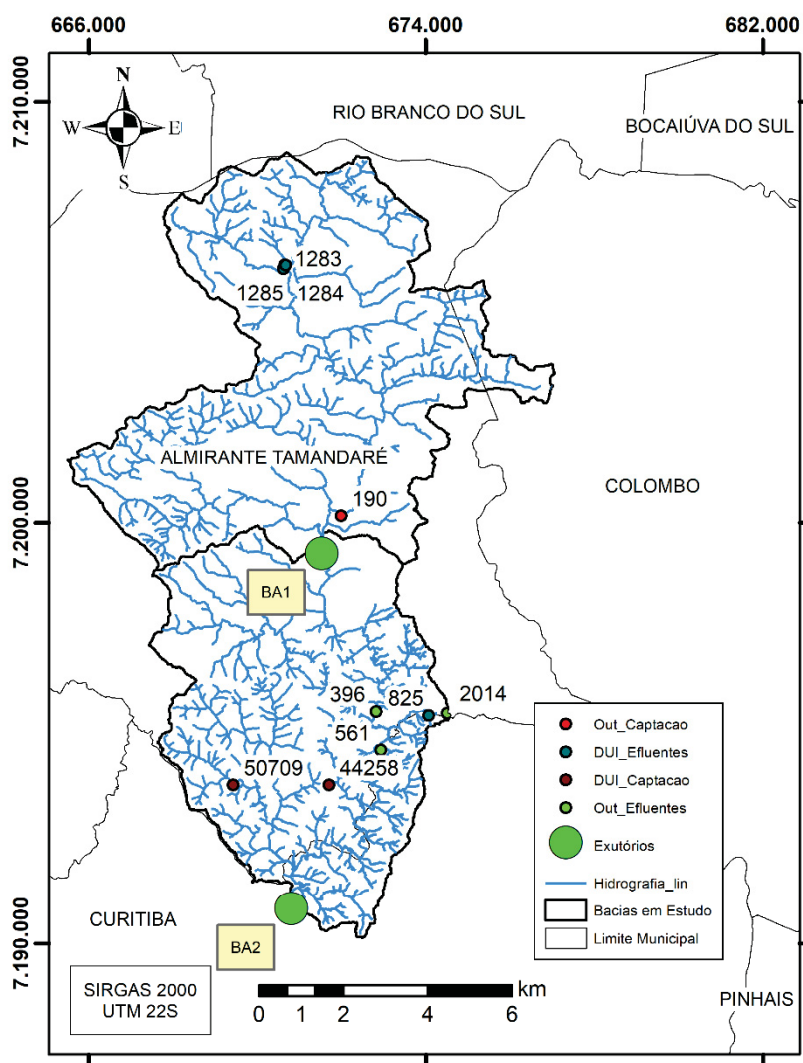 666.000 674.000 682.000
7.210.000
N
W E
S
RIO BRANCO DO SUL
BOCAIÚVA DO SUL
1283
1285 1284
ALMIRANTE TAMANDARÉ
COLOMBO
190
7.200.000
BA1
396 825 2014
561
50709 44258
Out_Captacao
DUI_Efluentes
DUI_Captacao
Out_Efluentes
Exutórios
Hidrografia_lin
Bacias em Estudo
Limite Municipal
CURITIBA
BA2
7.190.000
SIRGAS 2000
UTM 22S
km
0 1 2 4 6
PINHAIS